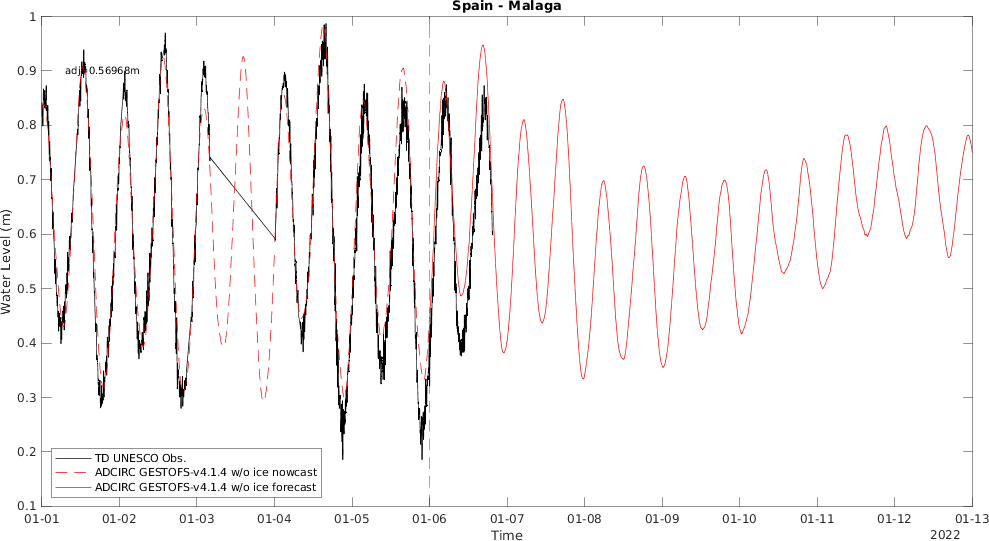 Spain - Malaga
1
0.9
0.8
0.7
0.6
0.5
0.4
0.3
0.2
0.1
Water Level (m)
adj=0.56968m
TD UNESCO Obs.
ADCIRC GESTOFS-v4.1.4 w/o ice nowcast
ADCIRC GESTOFS-v4.1.4 w/o ice forecast
01-01 01-02 01-03 01-04 01-05 01-06 01-07 01-08 01-09 01-10 01-11 01-12 01-13
Time
2022